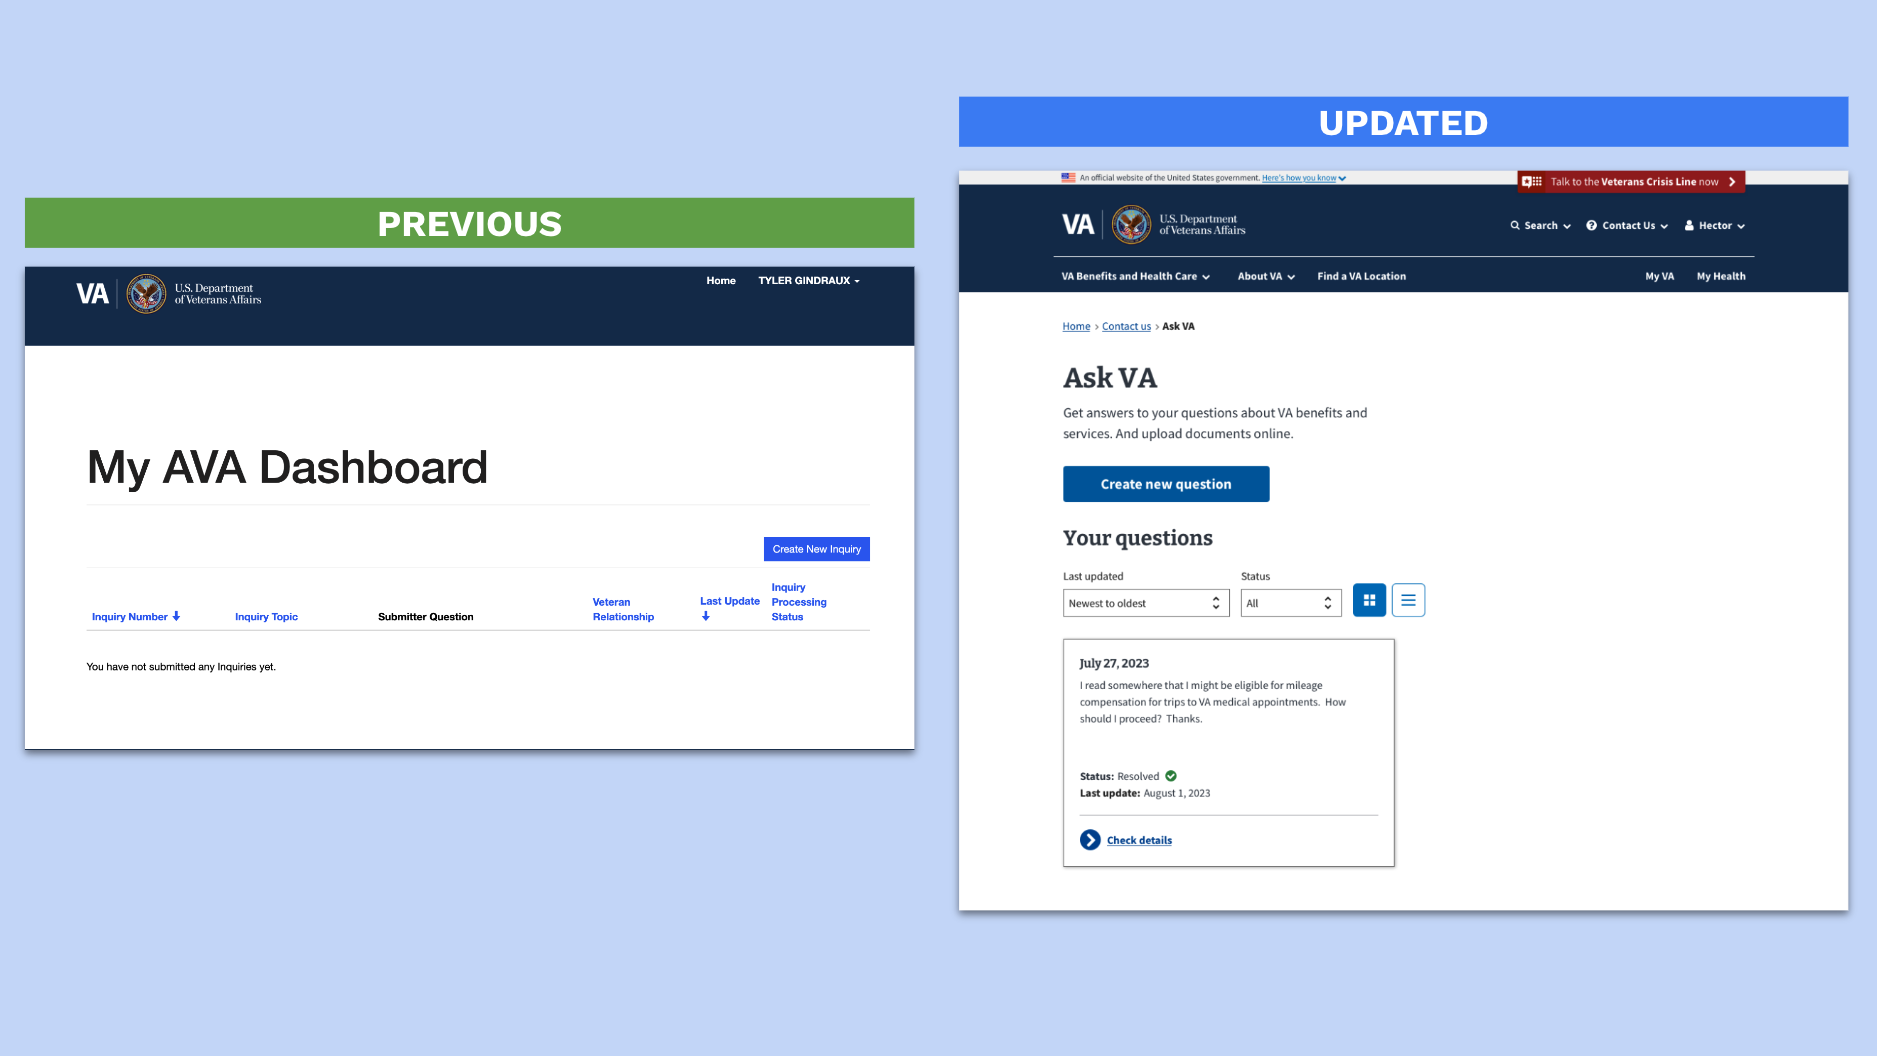 PREVIOUS
VA
U.S. Department
of Veterans Affairs
Home
TYLER GINDRAUX
My AVA Dashboard
Create New Inquiry
Inquiry Number
Inquiry Topic
Submitter Question
Veteran
Relationship
Last Update
Inquiry
Processing
Status
You have not submitted any Inquiries yet.
UPDATED
An official website of the United States government. Here's how you know
Talk to the Veterans Crisis Line now
VA
U.S. Department
of Veterans Affairs
Search
Contact Us
Hector
VA Benefits and Health Care
About VA
Find a VA Location
My VA
My Health
Home › Contact us › Ask VA
Ask VA
Get answers to your questions about VA benefits and
services. And upload documents online.
Create new question
Your questions
Last updated
Status
Newest to oldest
All
July 27, 2023
I read somewhere that I might be eligible for mileage
compensation for trips to VA medical appointments. How
should I proceed? Thanks.
Status: Resolved
Last update: August 1, 2023
Check details